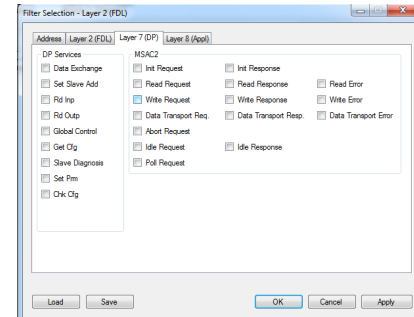 Filter Selection - Layer 2 (FDL)
Address Layer 2 (FDL) Layer 7 (DP) Layer 8 (Appl)
DP Services
Data Exchange
Set Slave Add
Rd Inp
Rd Outp
Global Control
Get Cfg
Slave Diagnosis
Set Prm
Chk Cfg
MSAC2
Init Request Init Response
Read Request Read Response Read Error
Write Request Write Response Write Error
Data Transport Req. Data Transport Resp. Data Transport Error
Abort Request
Idle Request Idle Response
Poll Request
Load Save OK Cancel Apply